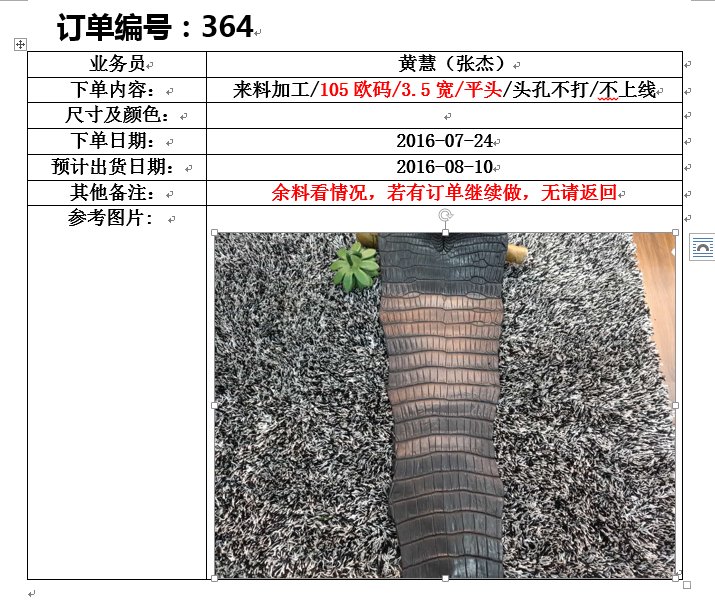 订单编号：364
业务员 黄慧（张杰）
下单内容： 来料加工/105欧码/3.5宽/平头/头孔不打/不上线
尺寸及颜色：
下单日期： 2016-07-24
预计出货日期： 2016-08-10
其他备注： 余料看情况，若有订单继续做，无请返回
参考图片：